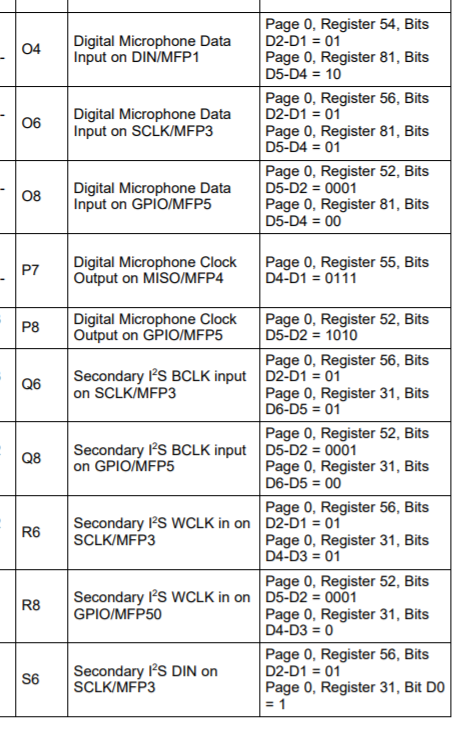 O4
Digital Microphone Data
Input on DIN/MFP1
Page 0, Register 54, Bits
D2-D1 = 01
Page 0, Register 81, Bits
D5-D4 = 10
O6
Digital Microphone Data
Input on SCLK/MFP3
Page 0, Register 56, Bits
D2-D1 = 01
Page 0, Register 81, Bits
D5-D4 = 01
O8
Digital Microphone Data
Input on GPIO/MFP5
Page 0, Register 52, Bits
D5-D2 = 0001
Page 0, Register 81, Bits
D5-D4 = 00
P7
Digital Microphone Clock
Output on MISO/MFP4
Page 0, Register 55, Bits
D4-D1 = 0111
P8
Digital Microphone Clock
Output on GPIO/MFP5
Page 0, Register 52, Bits
D5-D2 = 1010
Q6
Secondary I²S BCLK input
on SCLK/MFP3
Page 0, Register 56, Bits
D2-D1 = 01
Page 0, Register 31, Bits
D6-D5 = 01
Q8
Secondary I²S BCLK input
on GPIO/MFP5
Page 0, Register 52, Bits
D5-D2 = 0001
Page 0, Register 31, Bits
D6-D5 = 00
R6
Secondary I²S WCLK in on
SCLK/MFP3
Page 0, Register 56, Bits
D2-D1 = 01
Page 0, Register 31, Bits
D4-D3 = 01
R8
Secondary I²S WCLK in on
GPIO/MFP50
Page 0, Register 52, Bits
D5-D2 = 0001
Page 0, Register 31, Bits
D4-D3 = 0
S6
Secondary I²S DIN on
SCLK/MFP3
Page 0, Register 56, Bits
D2-D1 = 01
Page 0, Register 31, Bit D0
= 1